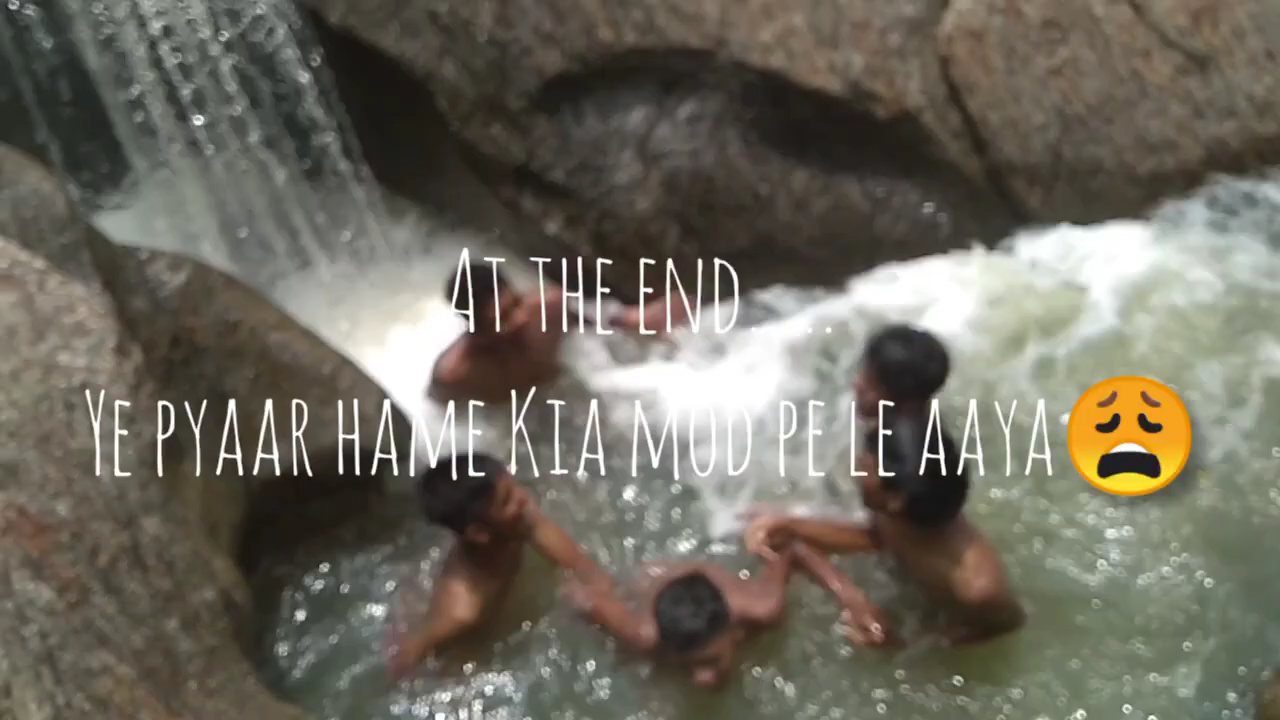 At the end.....
Ye pyaar hame Kia mod pe le aaya😩